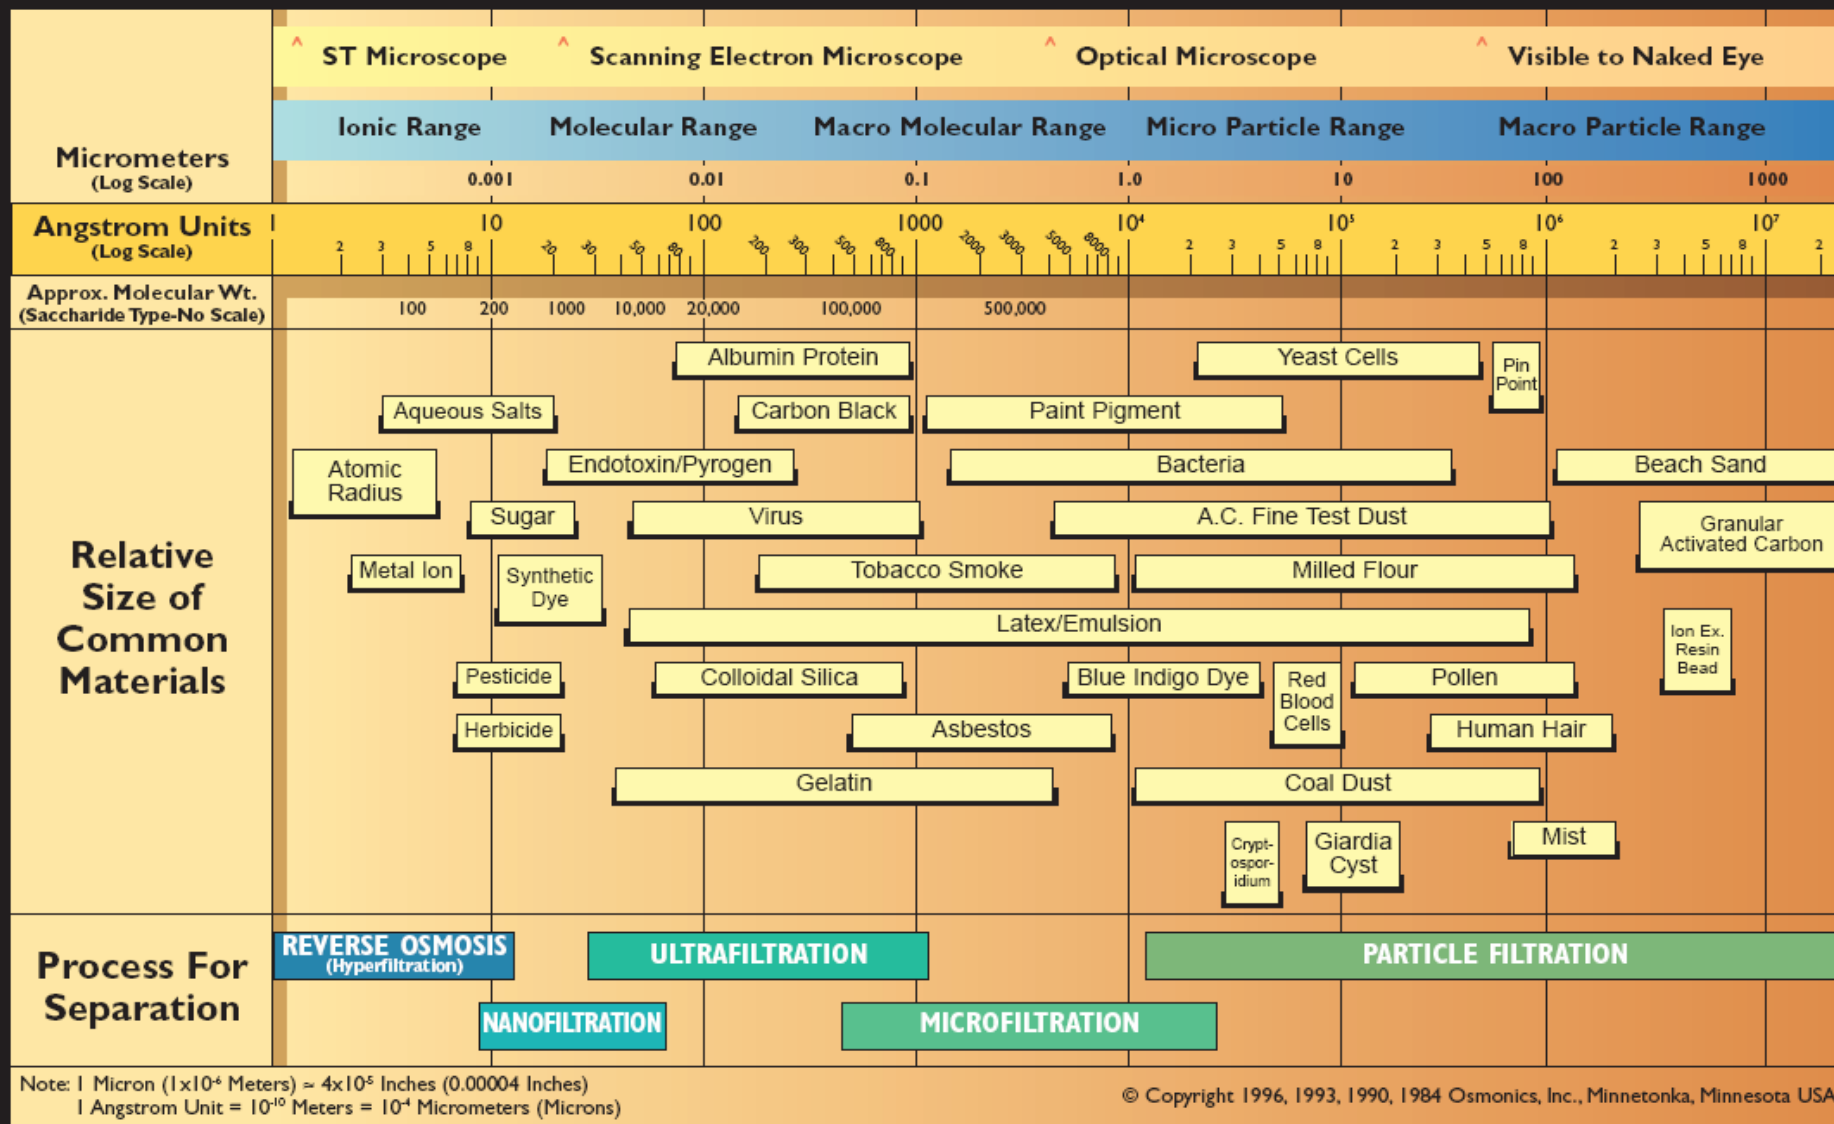 ^ ST Microscope ^ Scanning Electron Microscope ^ Optical Microscope ^ Visible to Naked Eye
Ionic Range Molecular Range Macro Molecular Range Micro Particle Range Macro Particle Range
Micrometers
(Log Scale) 0.001 0.01 0.1 1.0 10 100 1000
Angstrom Units 1 10 100 1000 10⁴ 10⁵ 10⁶ 10⁷
(Log Scale) 2 3 5 8 20 30 50 80 200 300 500 800 2000 3000 5000 8000 2 3 5 8 2 3 5 8 2 3 5 8 2
Approx. Molecular Wt.
(Saccharide Type-No Scale) 100 200 1000 10,000 20,000 100,000 500,000
Relative
Size of
Common
Materials
Albumin Protein
Yeast Cells
Pin
Point
Aqueous Salts
Carbon Black
Paint Pigment
Atomic
Radius
Endotoxin/Pyrogen
Bacteria
Beach Sand
Sugar
Virus
A.C. Fine Test Dust
Granular
Activated Carbon
Metal Ion
Synthetic
Dye
Tobacco Smoke
Milled Flour
Latex/Emulsion
Ion Ex.
Resin
Bead
Pesticide
Colloidal Silica
Blue Indigo Dye
Red
Blood
Cells
Pollen
Herbicide
Asbestos
Human Hair
Gelatin
Coal Dust
Crypt-
ospor-
idium
Giardia
Cyst
Mist
Process For
Separation
REVERSE OSMOSIS
(Hyperfiltration)
ULTRAFILTRATION
PARTICLE FILTRATION
NANOFILTRATION
MICROFILTRATION
Note: 1 Micron (1x10⁻⁶ Meters) ≈ 4x10⁻⁵ Inches (0.00004 Inches)
1 Angstrom Unit = 10⁻¹⁰ Meters = 10⁻⁴ Micrometers (Microns)
© Copyright 1996, 1993, 1990, 1984 Osmonics, Inc., Minnetonka, Minnesota USA